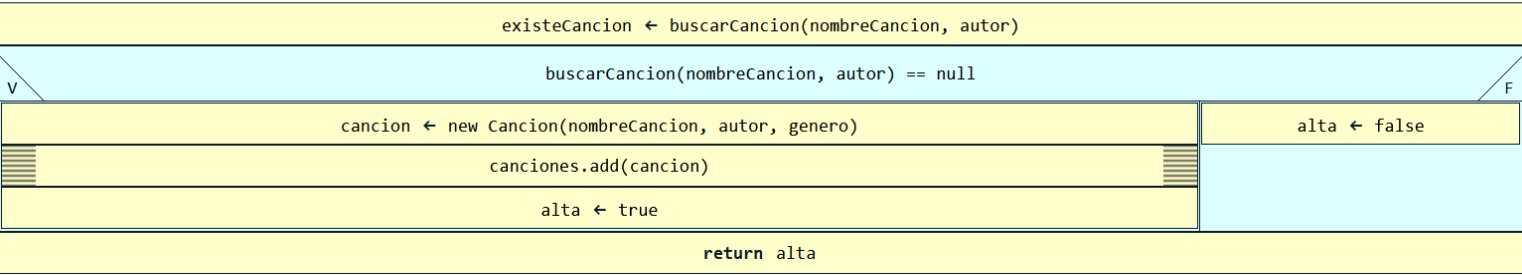 existeCancion ← buscarCancion(nombreCancion, autor)
buscarCancion(nombreCancion, autor) == null
V
F
cancion ← new Cancion(nombreCancion, autor, genero)
alta ← false
canciones.add(cancion)
alta ← true
return alta